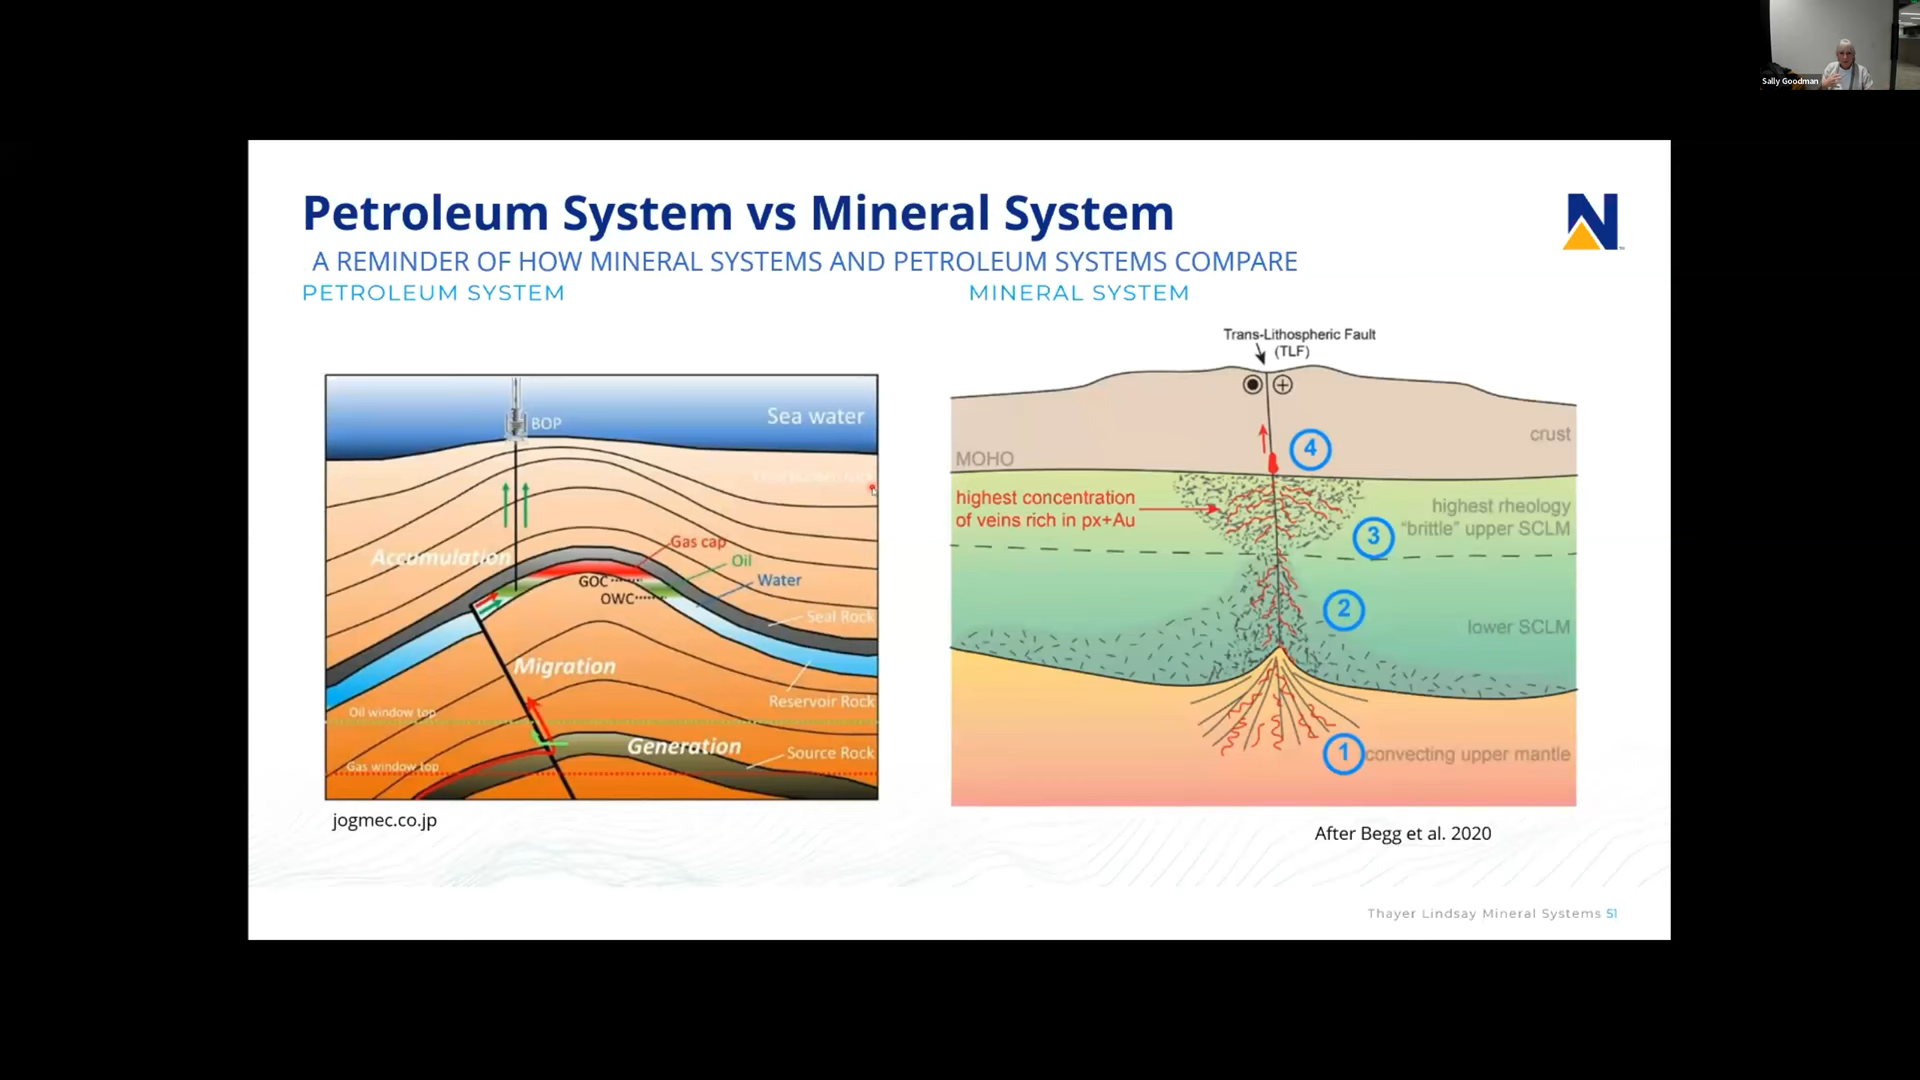 Sally Goodman
Petroleum System vs Mineral System
A REMINDER OF HOW MINERAL SYSTEMS AND PETROLEUM SYSTEMS COMPARE
PETROLEUM SYSTEM
BOP
Sea water
Accumulation
Gas cap
Oil
GOC
Water
OWC
Seal Rock
Migration
Reservoir Rock
Oil window top
Generation
Source Rock
Gas window top
jogmec.co.jp
MINERAL SYSTEM
Trans-Lithospheric Fault
(TLF)
crust
4
MOHO
highest concentration
of veins rich in px+Au
highest rheology
"brittle" upper SCLM
3
2
lower SCLM
1
convecting upper mantle
After Begg et al. 2020
Thayer Lindsay Mineral Systems 51
N